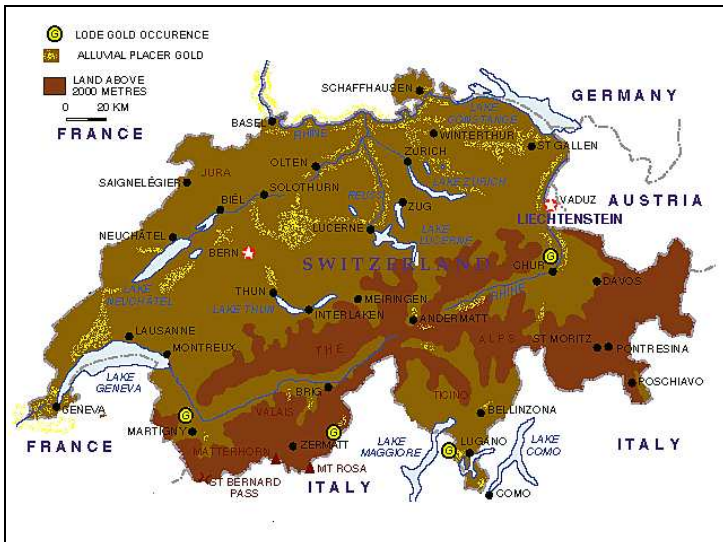 LODE GOLD OCCURENCE
ALLUVIAL PLACER GOLD
LAND ABOVE
2000 METRES
0 20 KM
SCHAFFHAUSEN
GERMANY
FRANCE
BASEL
RHINE
LAKE
CONSTANCE
WINTERTHUR
ST GALLEN
OLTEN
ZURICH
LAKE ZURICH
JURA
SAIGNELÉGIER
SOLOTHURN
BIÉL
REUSS
ZUG
VADUZ
AUSTRIA
LIECHTENSTEIN
NEUCHÂTEL
LUCERNE
LAKE
LUCERNE
BERN
SWITZERLAND
CHUR
LAKE
NEUCHÂTEL
THUN
LAKE THUN
MEIRINGEN
RHINE
DAVOS
INTERLAKEN
ANDERMATT
LAUSANNE
MONTREUX
THE
ALPS
ST MORITZ
PONTRESINA
LAKE
GENEVA
POSCHIAVO
GENEVA
BRIG
TICINO
VALAIS
BELLINZONA
MARTIGNY
G
FRANCE
ZERMATT
MATTERHORN
LAKE
MAGGIORE
LUGANO
LAKE
COMO
ITALY
MT ROSA
ST BERNARD
PASS
ITALY
COMO